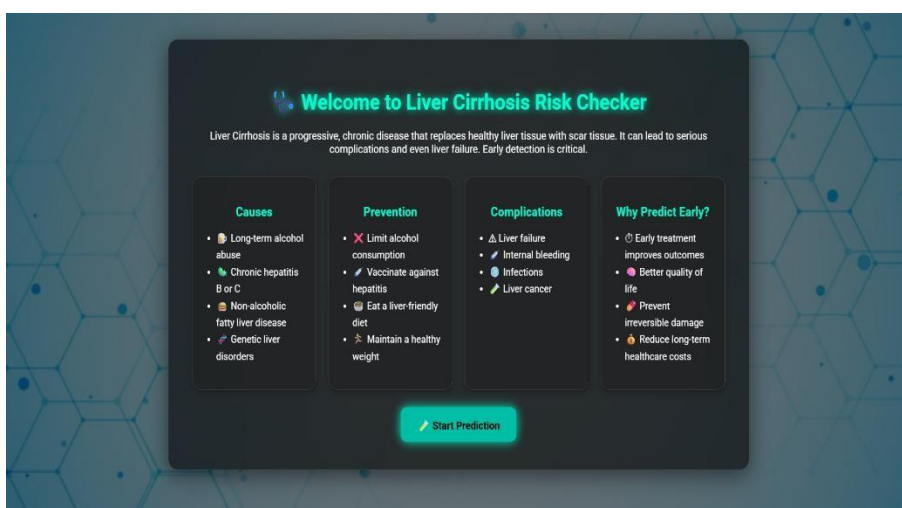 Welcome to Liver Cirrhosis Risk Checker
Liver Cirrhosis is a progressive, chronic disease that replaces healthy liver tissue with scar tissue. It can lead to serious
complications and even liver failure. Early detection is critical.
Causes
• Long-term alcohol
abuse
• Chronic hepatitis
B or C
• Non-alcoholic
fatty liver disease
• Genetic liver
disorders
Prevention
• ❌ Limit alcohol
consumption
• Vaccinate against
hepatitis
• Eat a liver-friendly
diet
• Maintain a healthy
weight
Complications
• ⚠ Liver failure
• Internal bleeding
• Infections
• Liver cancer
Why Predict Early?
• ⏱ Early treatment
improves outcomes
• Better quality of
life
• Prevent
irreversible damage
• Reduce long-term
healthcare costs
Start Prediction